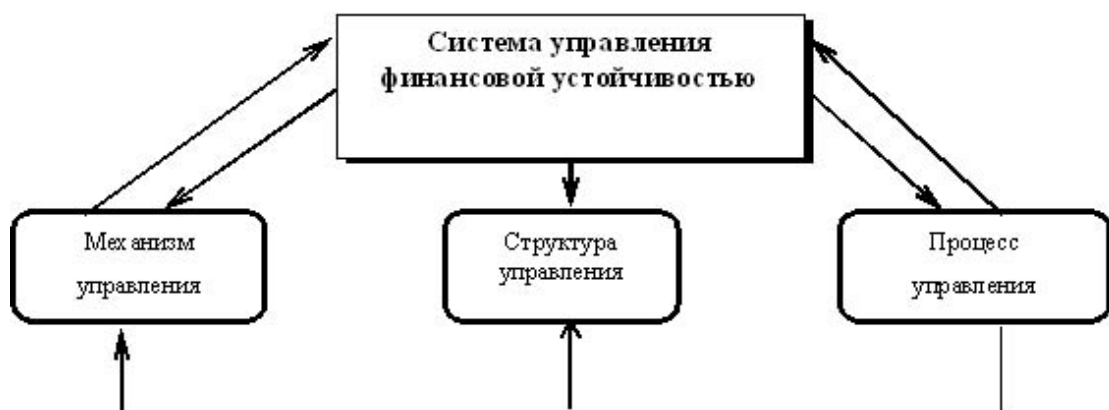 Система управления
финансовой устойчивостью
Механизм
управления
Структура
управления
Процесс
управления